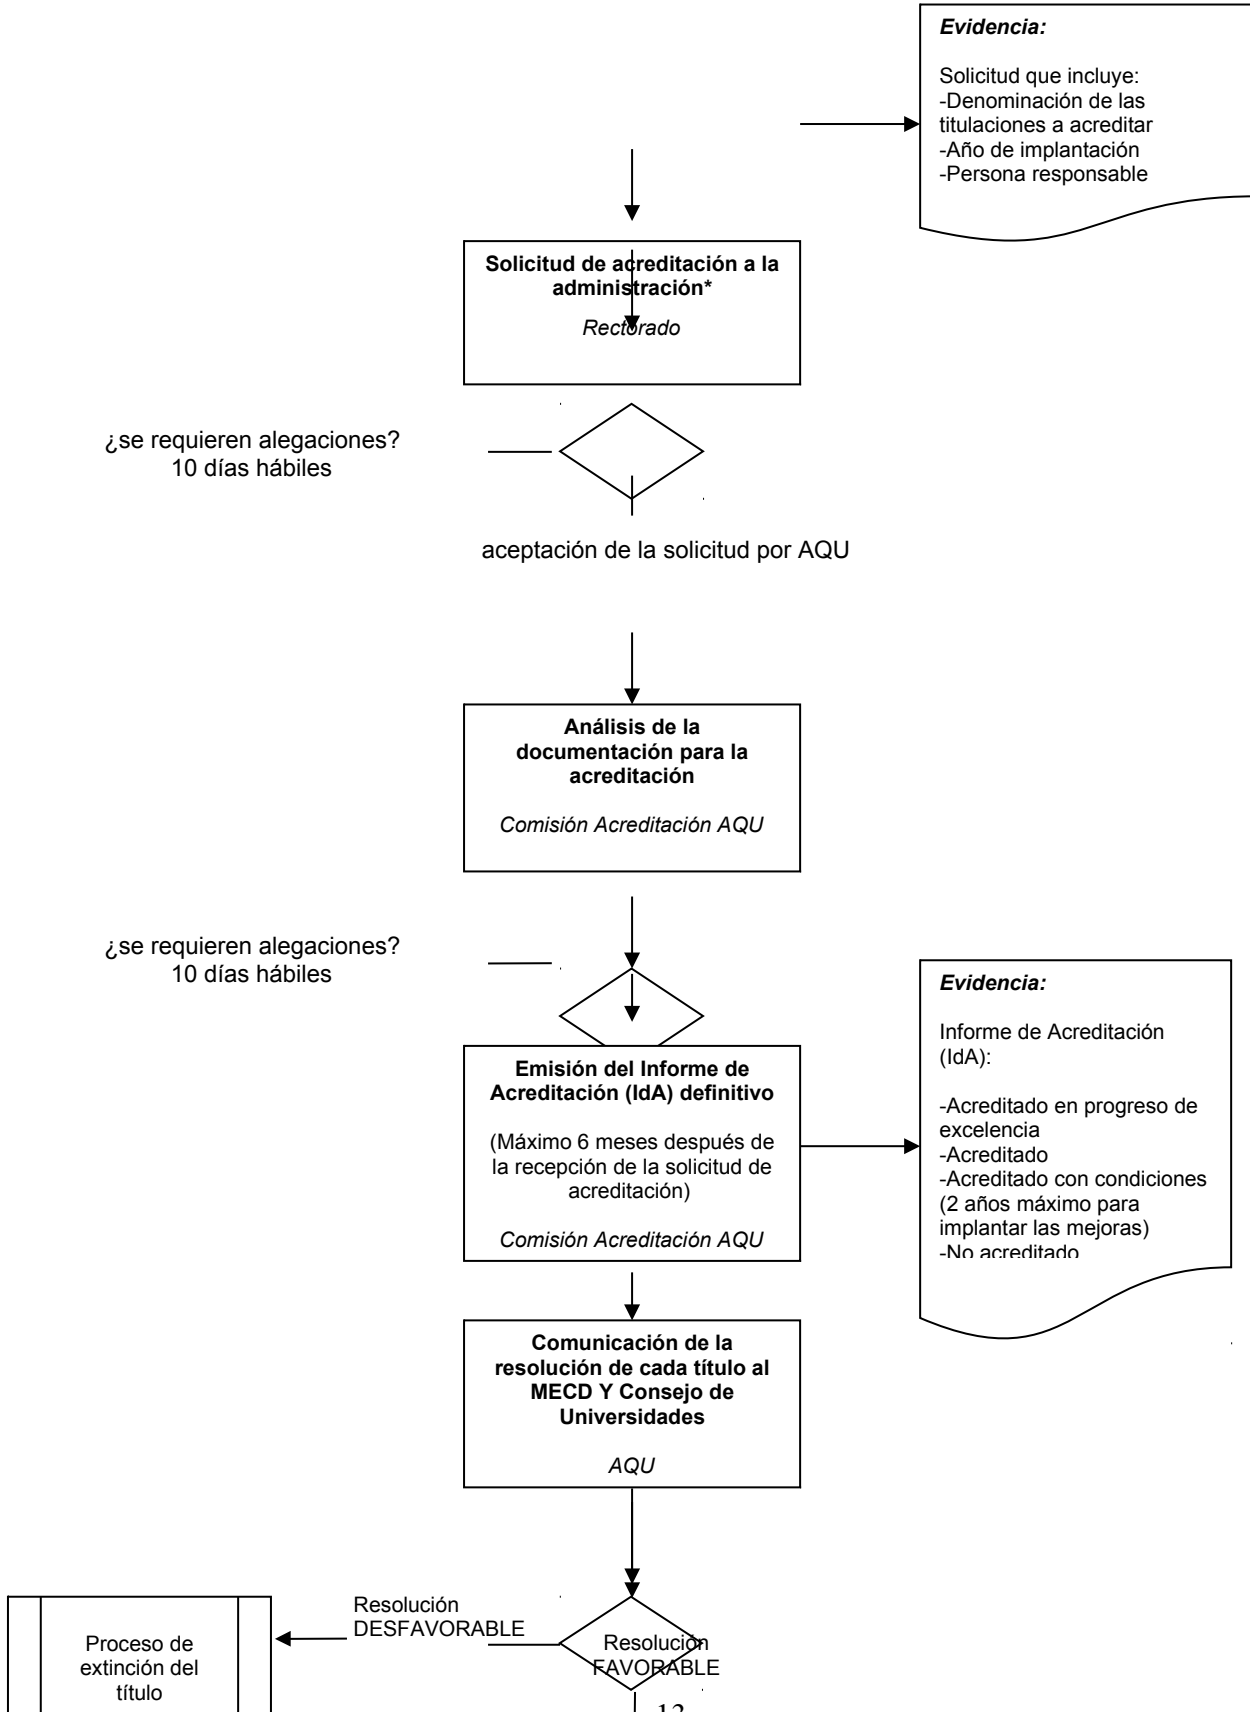 Evidencia:
Solicitud que incluye:
-Denominación de las
titulaciones a acreditar
-Año de implantación
-Persona responsable
Solicitud de acreditación a la
administración*
Rectorado
¿se requieren alegaciones?
10 días hábiles
aceptación de la solicitud por AQU
Análisis de la
documentación para la
acreditación
Comisión Acreditación AQU
¿se requieren alegaciones?
10 días hábiles
Emisión del Informe de
Acreditación (IdA) definitivo
(Máximo 6 meses después de
la recepción de la solicitud de
acreditación)
Comisión Acreditación AQU
Evidencia:
Informe de Acreditación
(IdA):
-Acreditado en progreso de
excelencia
-Acreditado
-Acreditado con condiciones
(2 años máximo para
implantar las mejoras)
-No acreditado
Comunicación de la
resolución de cada título al
MECD Y Consejo de
Universidades
AQU
Resolución
DESFAVORABLE
Resolución
FAVORABLE
Proceso de
extinción del
título